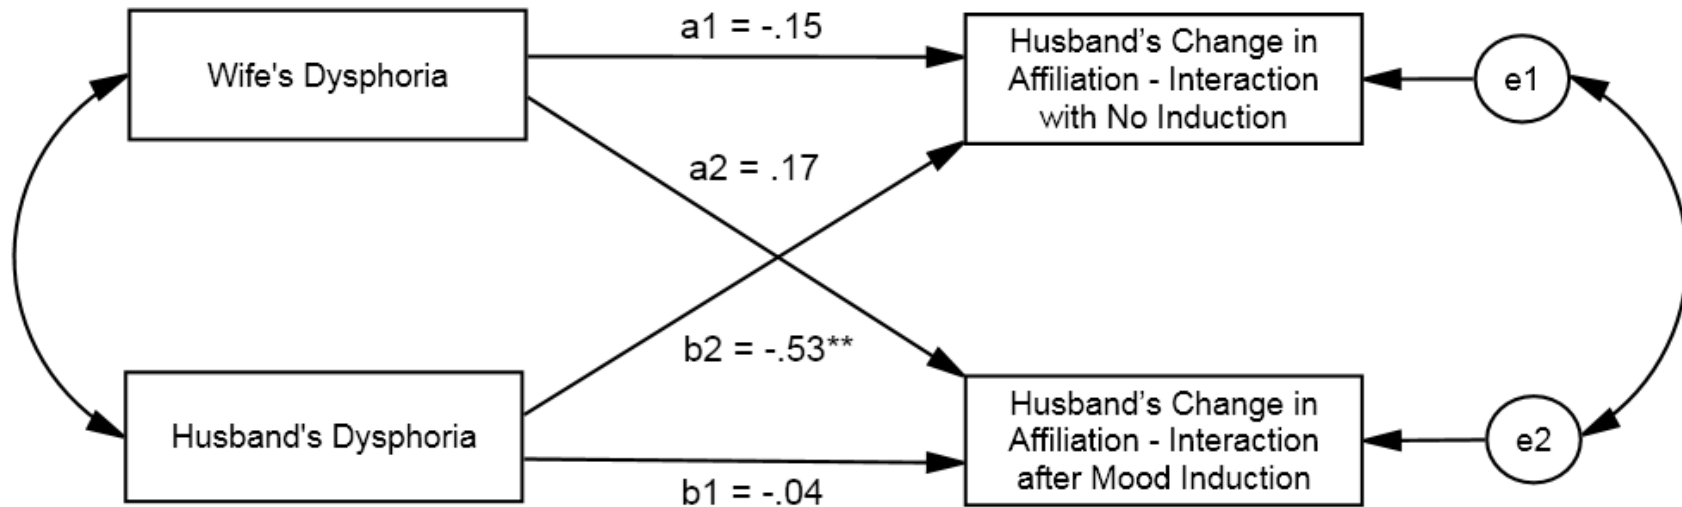 a1 = -.15
Wife's Dysphoria
Husband’s Change in
Affiliation - Interaction
with No Induction
e1
a2 = .17
b2 = -.53**
Husband's Dysphoria
Husband’s Change in
Affiliation - Interaction
after Mood Induction
e2
b1 = -.04